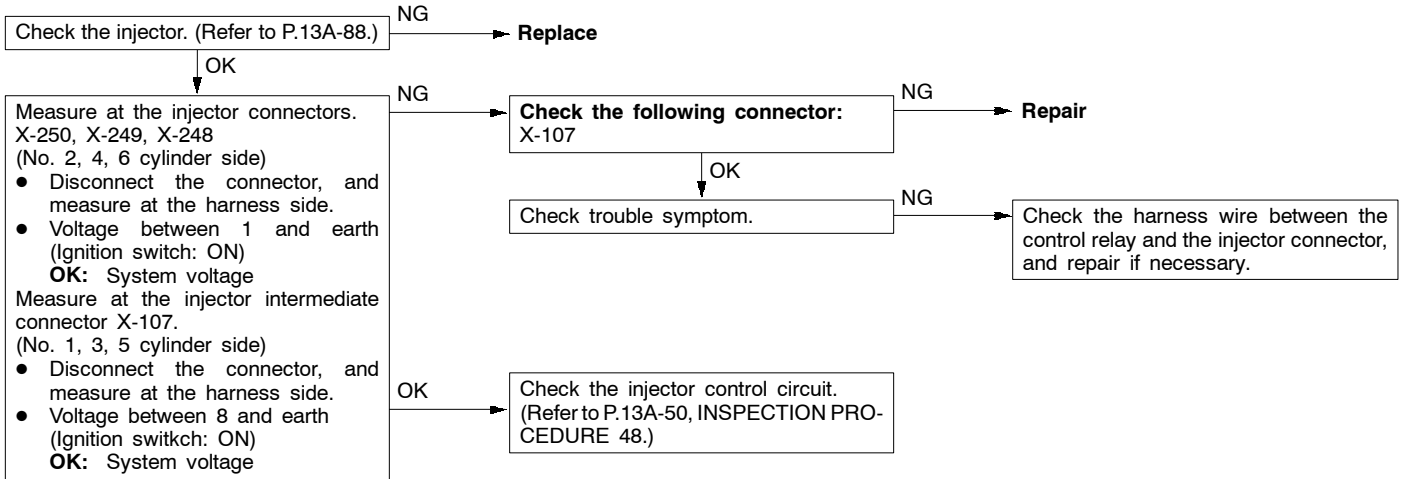 Check the injector. (Refer to P.13A-88.)
NG
Replace
OK
Measure at the injector connectors.
X-250, X-249, X-248
(No. 2, 4, 6 cylinder side)
● Disconnect the connector, and
measure at the harness side.
● Voltage between 1 and earth
(Ignition switch: ON)
OK: System voltage
Measure at the injector intermediate
connector X-107.
(No. 1, 3, 5 cylinder side)
● Disconnect the connector, and
measure at the harness side.
● Voltage between 8 and earth
(Ignition switkch: ON)
OK: System voltage
NG
Check the following connector:
X-107
NG
Repair
OK
Check trouble symptom.
NG
Check the harness wire between the
control relay and the injector connector,
and repair if necessary.
OK
Check the injector control circuit.
(Refer to P.13A-50, INSPECTION PRO-
CEDURE 48.)